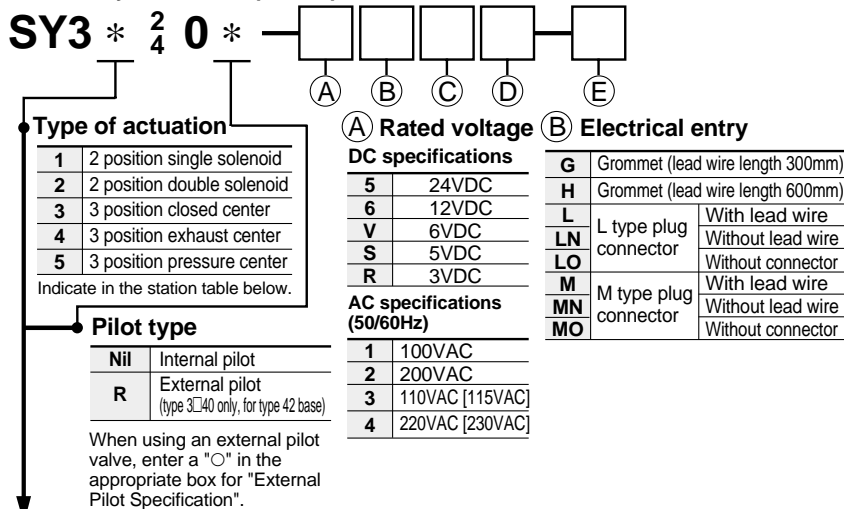 SY3 * 2/4 0 * —
A B C D E
Type of actuation
1 2 position single solenoid
2 2 position double solenoid
3 3 position closed center
4 3 position exhaust center
5 3 position pressure center
Indicate in the station table below.
Pilot type
Nil Internal pilot
R External pilot
(type 3□40 only, for type 42 base)
When using an external pilot
valve, enter a "○" in the
appropriate box for "External
Pilot Specification".
Ⓐ Rated voltage
DC specifications
5 24VDC
6 12VDC
V 6VDC
S 5VDC
R 3VDC
AC specifications
(50/60Hz)
1 100VAC
2 200VAC
3 110VAC [115VAC]
4 220VAC [230VAC]
Ⓑ Electrical entry
G Grommet (lead wire length 300mm)
H Grommet (lead wire length 600mm)
L L type plug connector With lead wire
LN Without lead wire
LO Without connector
M M type plug connector With lead wire
MN Without lead wire
MO Without connector